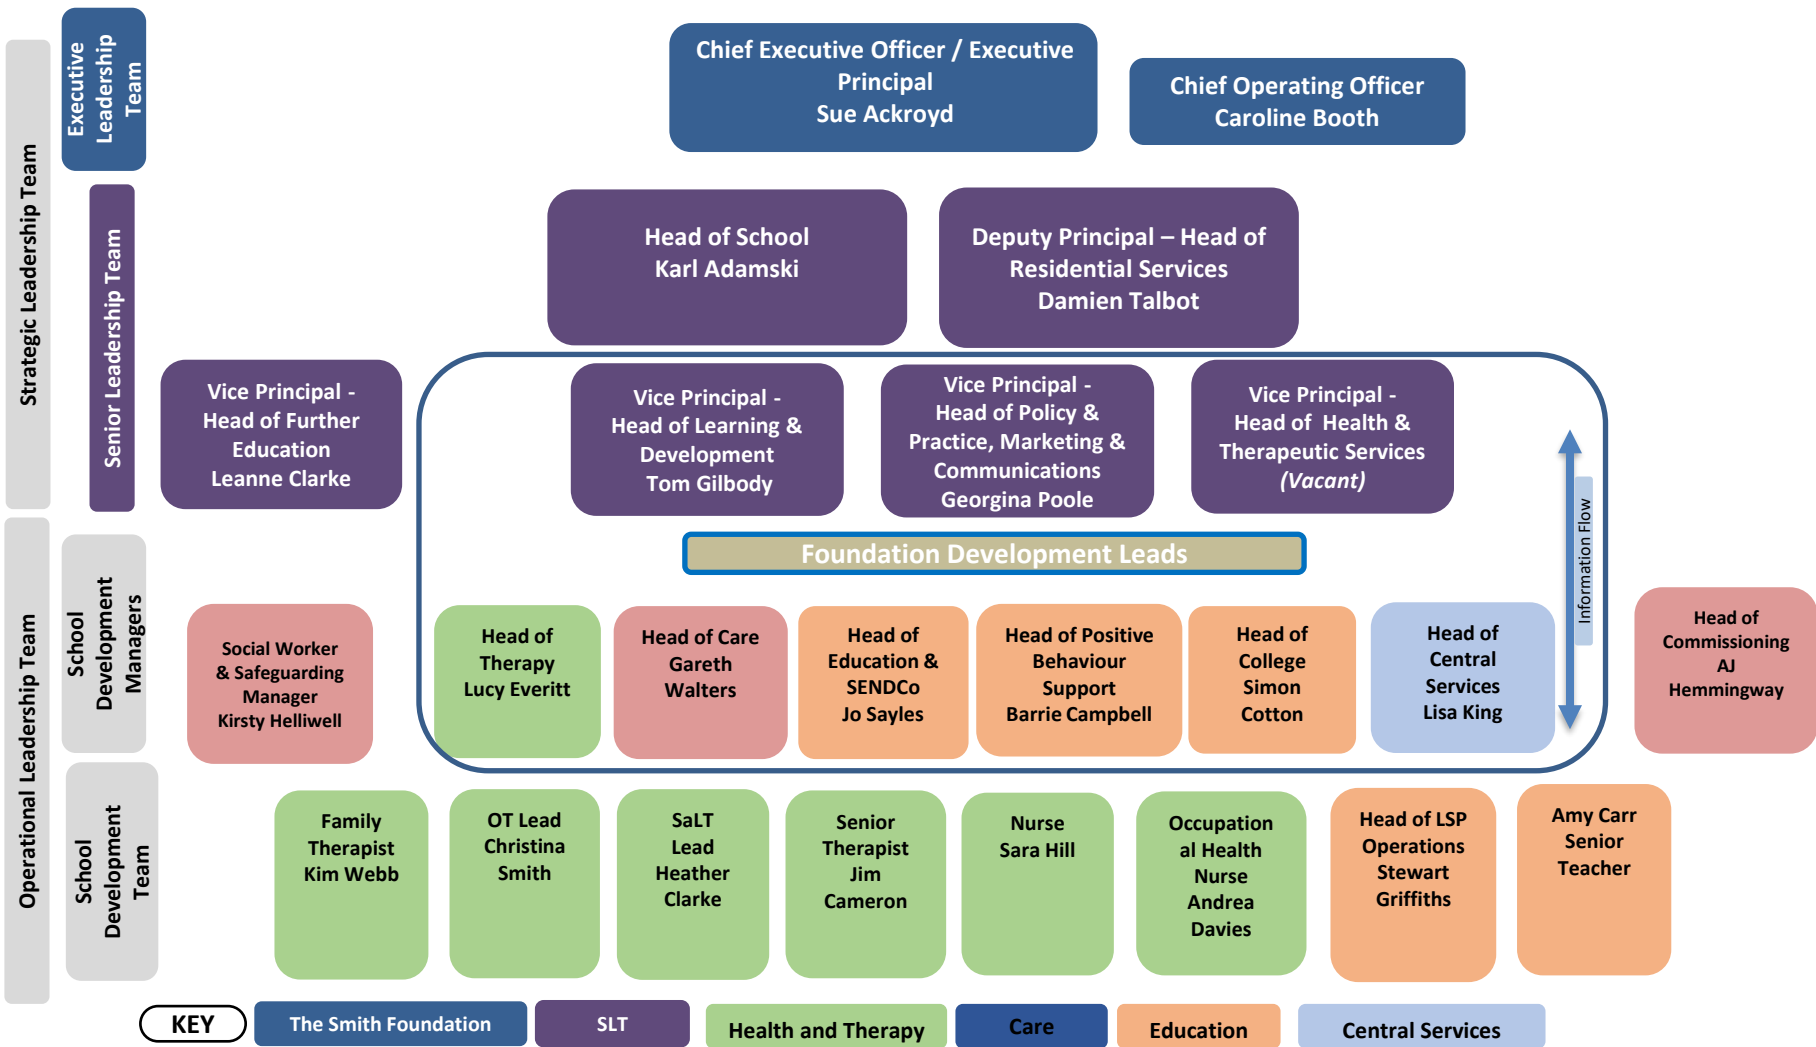 Strategic Leadership Team
Executive
Leadership
Team
Chief Executive Officer / Executive
Principal
Sue Ackroyd
Chief Operating Officer
Caroline Booth
Senior Leadership Team
Head of School
Karl Adamski
Deputy Principal – Head of
Residential Services
Damien Talbot
Vice Principal -
Head of Further
Education
Leanne Clarke
Vice Principal -
Head of Learning &
Development
Tom Gilbody
Vice Principal -
Head of Policy &
Practice, Marketing &
Communications
Georgina Poole
Vice Principal -
Head of  Health &
Therapeutic Services
(Vacant)
Information Flow
Foundation Development Leads
Operational Leadership Team
School
Development
Managers
Social Worker
& Safeguarding
Manager
Kirsty Helliwell
Head of
Therapy
Lucy Everitt
Head of Care
Gareth
Walters
Head of
Education &
SENDCo
Jo Sayles
Head of Positive
Behaviour
Support
Barrie Campbell
Head of
College
Simon
Cotton
Head of
Central
Services
Lisa King
Head of
Commissioning
AJ
Hemmingway
School
Development
Team
Family
Therapist
Kim Webb
OT Lead
Christina
Smith
SaLT
Lead
Heather
Clarke
Senior
Therapist
Jim
Cameron
Nurse
Sara Hill
Occupation
al Health
Nurse
Andrea
Davies
Head of LSP
Operations
Stewart
Griffiths
Amy Carr
Senior
Teacher
KEY
The Smith Foundation
SLT
Health and Therapy
Care
Education
Central Services